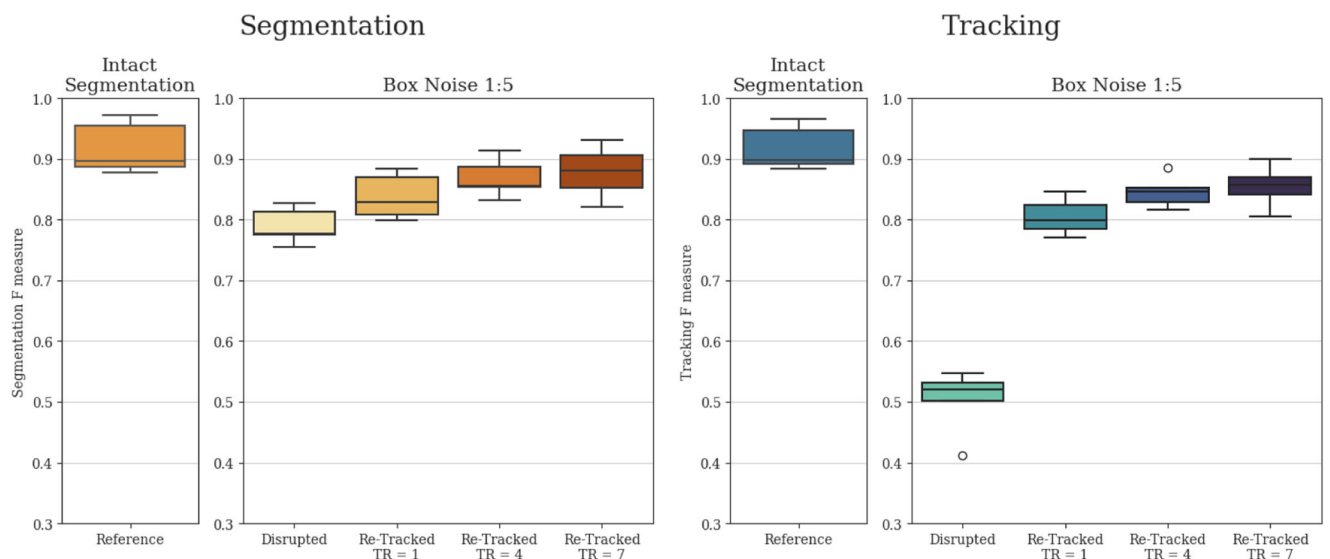 Segmentation
Intact
Segmentation
Box Noise 1:5
Segmentation F measure
1.0
0.9
0.8
0.7
0.6
0.5
0.4
0.3
Reference
1.0
0.9
0.8
0.7
0.6
0.5
0.4
0.3
Disrupted
Re-Tracked
TR = 1
Re-Tracked
TR = 4
Re-Tracked
TR = 7
Tracking
Intact
Segmentation
Box Noise 1:5
Tracking F measure
1.0
0.9
0.8
0.7
0.6
0.5
0.4
0.3
Reference
1.0
0.9
0.8
0.7
0.6
0.5
0.4
0.3
Disrupted
Re-Tracked
TR = 1
Re-Tracked
TR = 4
Re-Tracked
TR = 7